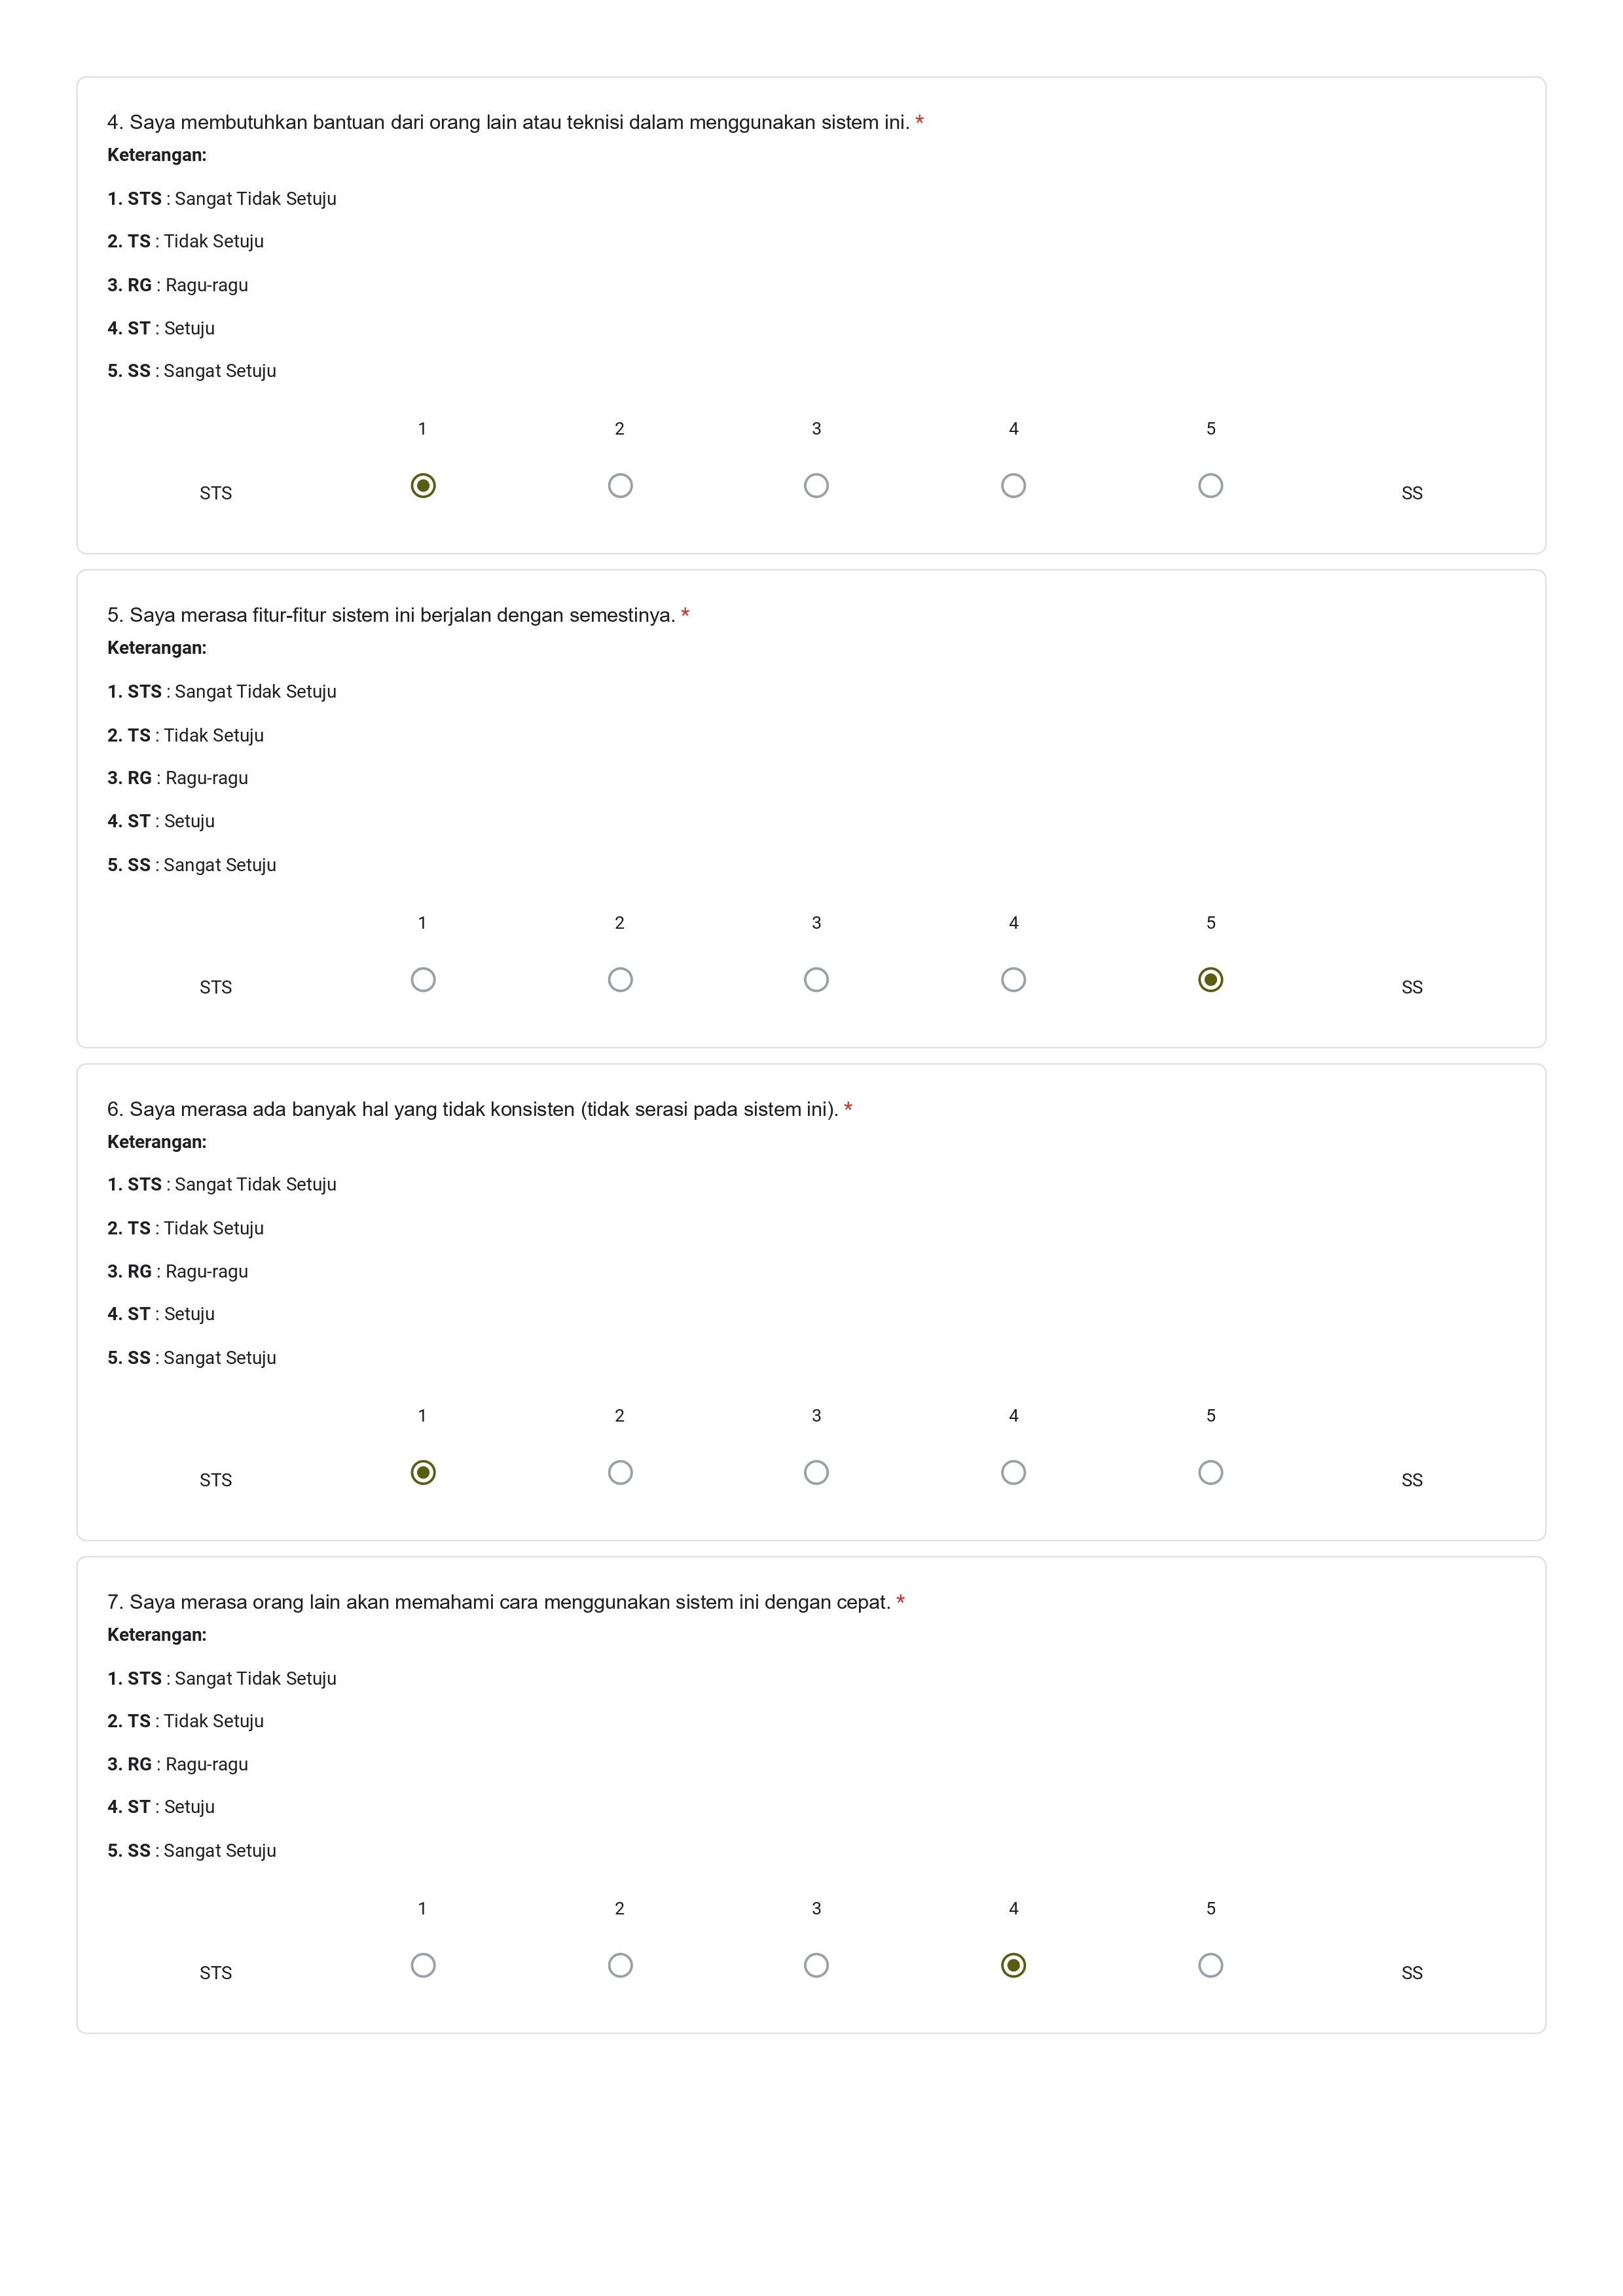 4. Saya membutuhkan bantuan dari orang lain atau teknisi dalam menggunakan sistem ini. *
Keterangan:
1. STS : Sangat Tidak Setuju
2. TS : Tidak Setuju
3. RG : Ragu-ragu
4. ST : Setuju
5. SS : Sangat Setuju
1 2 3 4 5
STS SS
5. Saya merasa fitur-fitur sistem ini berjalan dengan semestinya. *
Keterangan:
1. STS : Sangat Tidak Setuju
2. TS : Tidak Setuju
3. RG : Ragu-ragu
4. ST : Setuju
5. SS : Sangat Setuju
1 2 3 4 5
STS SS
6. Saya merasa ada banyak hal yang tidak konsisten (tidak serasi pada sistem ini). *
Keterangan:
1. STS : Sangat Tidak Setuju
2. TS : Tidak Setuju
3. RG : Ragu-ragu
4. ST : Setuju
5. SS : Sangat Setuju
1 2 3 4 5
STS SS
7. Saya merasa orang lain akan memahami cara menggunakan sistem ini dengan cepat. *
Keterangan:
1. STS : Sangat Tidak Setuju
2. TS : Tidak Setuju
3. RG : Ragu-ragu
4. ST : Setuju
5. SS : Sangat Setuju
1 2 3 4 5
STS SS